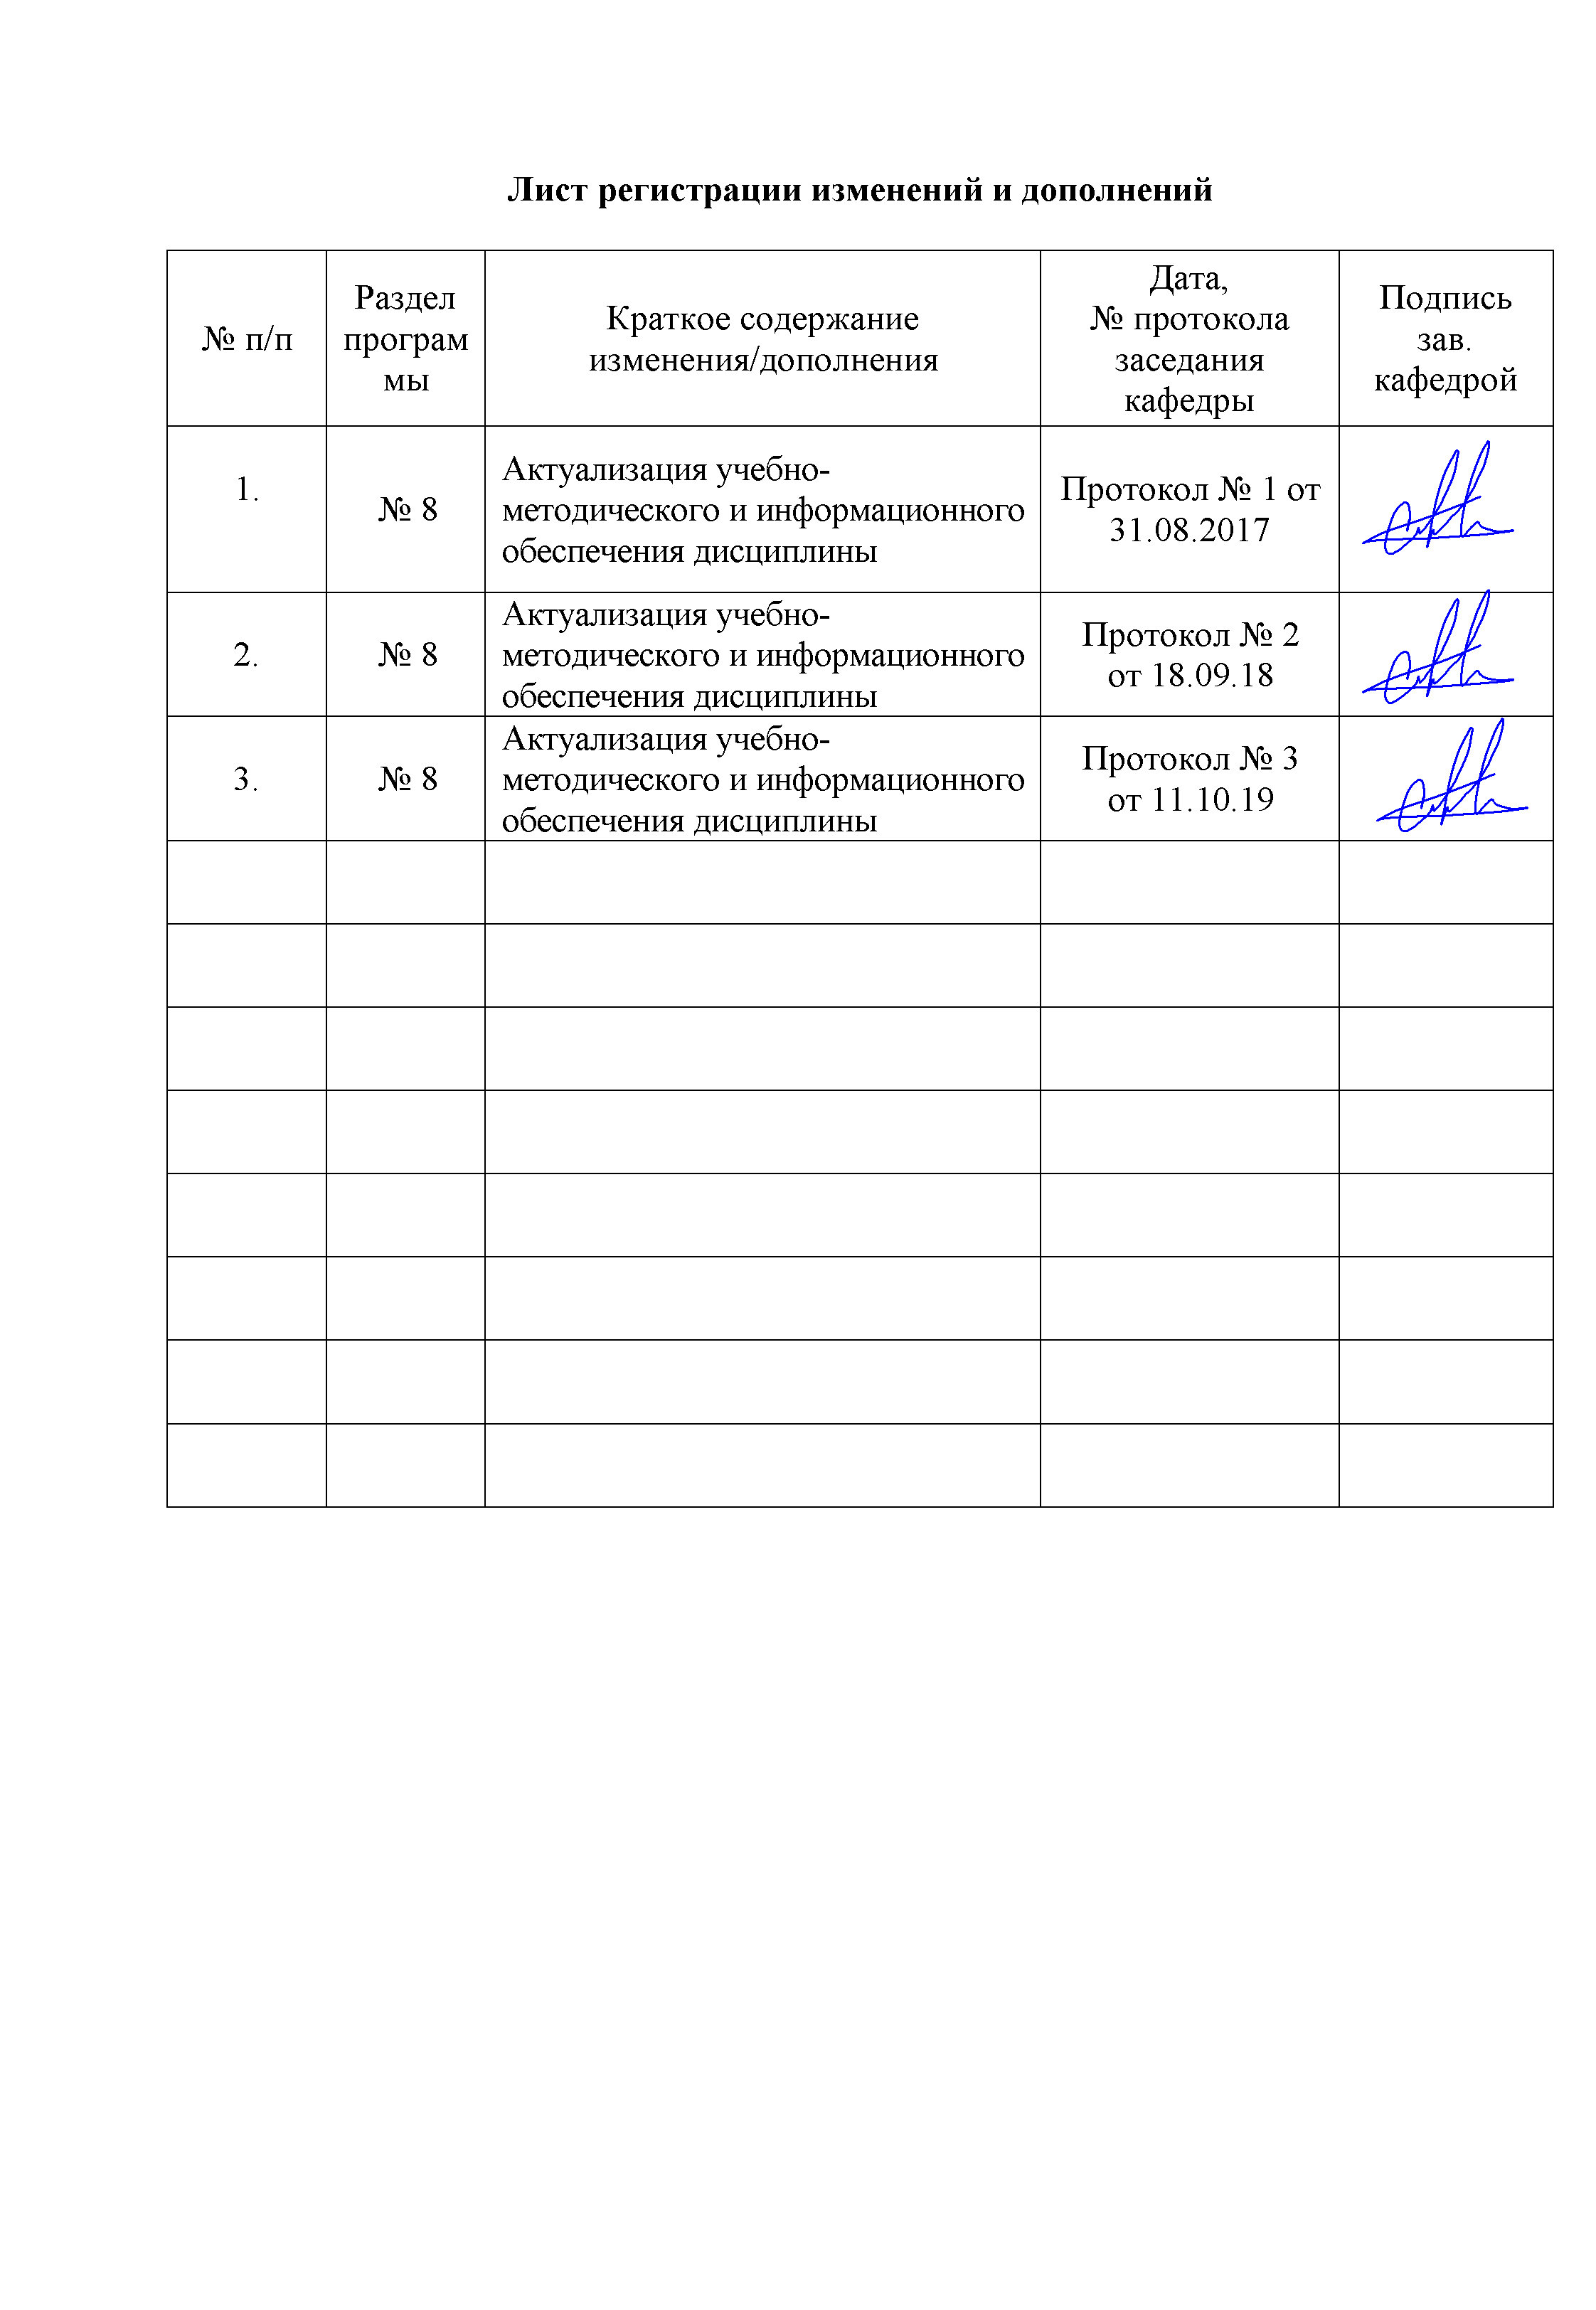 Лист регистрации изменений и дополнений
№ п/п
Раздел
програм
мы
Краткое содержание
изменения/дополнения
Дата,
№ протокола
заседания
кафедры
Подпись
зав.
кафедрой
1.
№ 8
Актуализация учебно-
методического и информационного
обеспечения дисциплины
Протокол № 1 от
31.08.2017
2.
№ 8
Актуализация учебно-
методического и информационного
обеспечения дисциплины
Протокол № 2
от 18.09.18
3.
№ 8
Актуализация учебно-
методического и информационного
обеспечения дисциплины
Протокол № 3
от 11.10.19